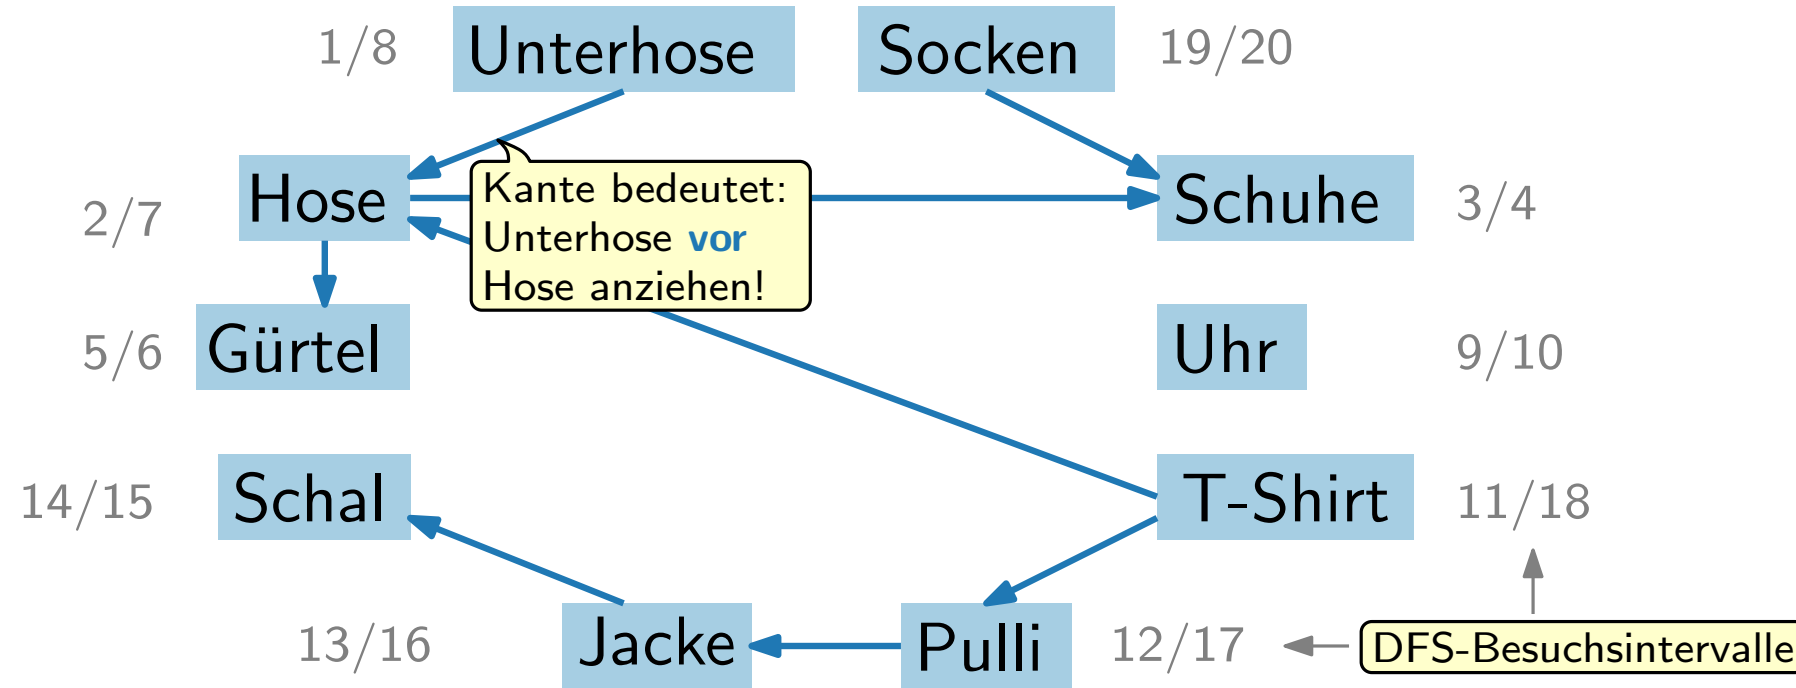 1/8 Unterhose Socken 19/20
Hose Schuhe 3/4
2/7
Kante bedeutet:
Unterhose vor
Hose anziehen!
5/6 Gürtel Uhr 9/10
14/15 Schal T-Shirt 11/18
13/16 Jacke Pulli 12/17 DFS-Besuchsintervalle